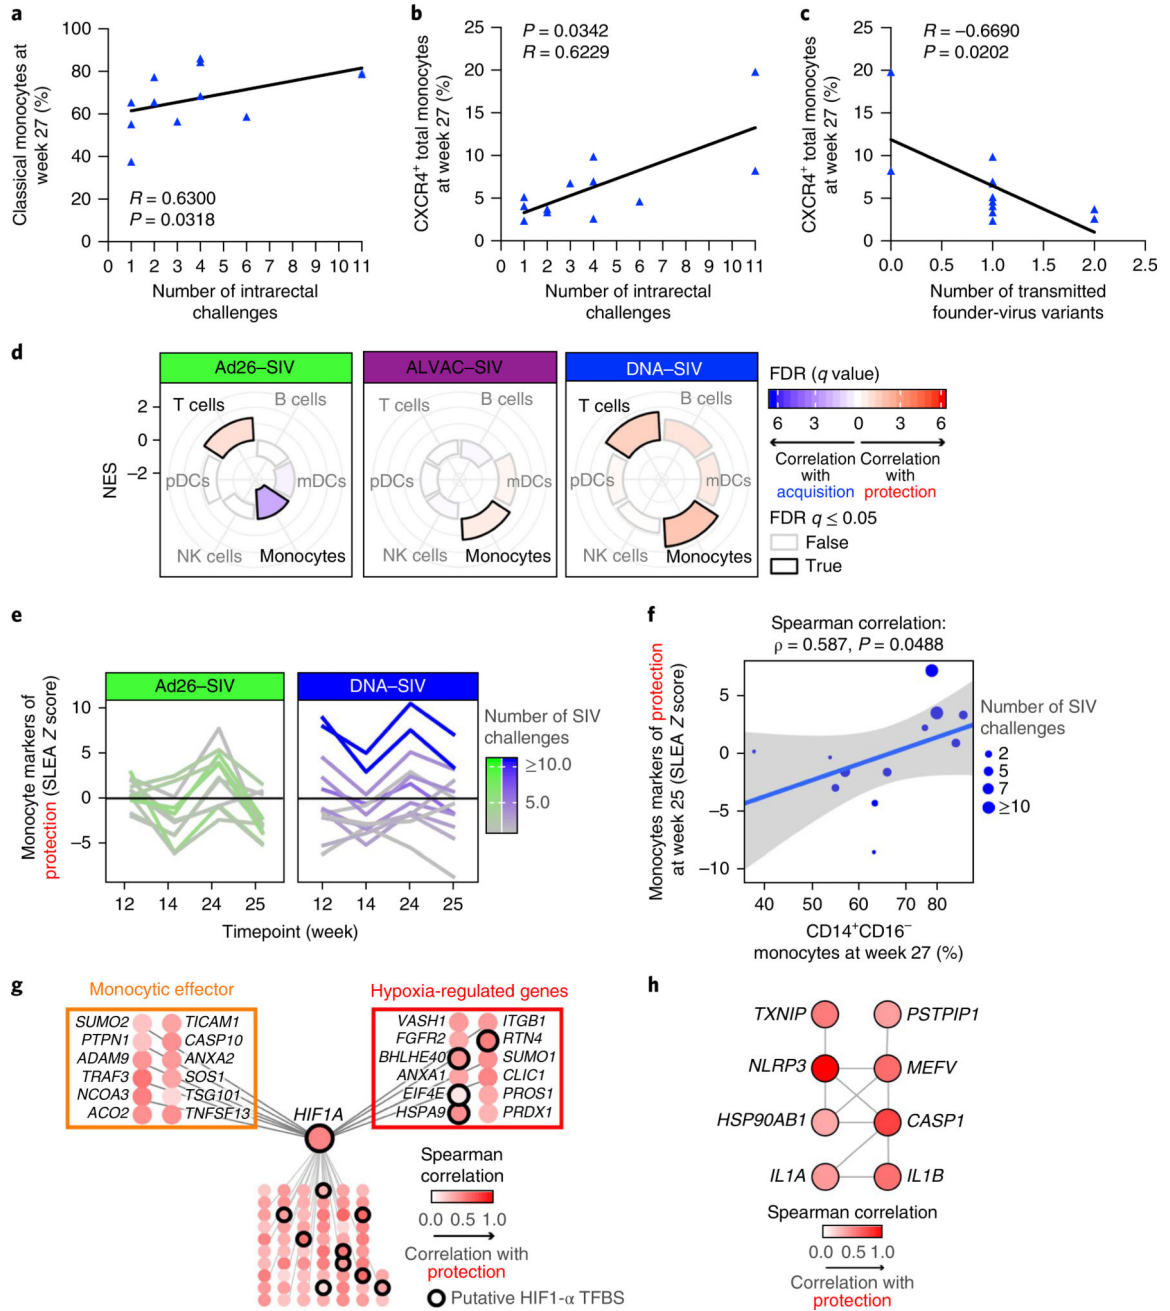 a
100
80
60
40
20
0
Classical monocytes at
week 27 (%)
R = 0.6300
P = 0.0318
0 1 2 3 4 5 6 7 8 9 10 11
Number of intrarectal
challenges
b
25
20
15
10
5
0
CXCR4+ total monocytes
at week 27 (%)
P = 0.0342
R = 0.6229
0 1 2 3 4 5 6 7 8 9 10 11
Number of intrarectal
challenges
c
25
20
15
10
5
0
CXCR4+ total monocytes
at week 27 (%)
R = –0.6690
P = 0.0202
0.0 0.5 1.0 1.5 2.0 2.5
Number of transmitted
founder-virus variants
d
NES
2
0
–2
Ad26–SIV
T cells
B cells
pDCs
mDCs
NK cells
Monocytes
ALVAC–SIV
T cells
B cells
pDCs
mDCs
NK cells
Monocytes
DNA–SIV
T cells
B cells
pDCs
mDCs
NK cells
Monocytes
FDR (q value)
6 3 0 3 6
Correlation
with
acquisition
Correlation
with
protection
FDR q ≤ 0.05
False
True
e
Monocyte markers of
protection (SLEA Z score)
10
5
0
–5
Ad26–SIV
12 14 24 25
DNA–SIV
12 14 24 25
Timepoint (week)
Number of SIV
challenges
≥10.0
5.0
f
Spearman correlation:
ρ = 0.587, P = 0.0488
Monocytes markers of protection
at week 25 (SLEA Z score)
5
0
–5
–10
40 50 60 70 80
CD14+CD16–
monocytes at week 27 (%)
Number of SIV
challenges
2
5
7
≥10
g
Monocytic effector
SUMO2 TICAM1
PTPN1 CASP10
ADAM9 ANXA2
TRAF3 SOS1
NCOA3 TSG101
ACO2 TNFSF13
Hypoxia-regulated genes
VASH1 ITGB1
FGFR2 RTN4
BHLHE40 SUMO1
ANXA1 CLIC1
EIF4E PROS1
HSPA9 PRDX1
HIF1A
Spearman
correlation
0.0 0.5 1.0
Correlation with
protection
Putative HIF1-α TFBS
h
TXNIP PSTPIP1
NLRP3 MEFV
HSP90AB1 CASP1
IL1A IL1B
Spearman correlation
0.0 0.5 1.0
Correlation with
protection